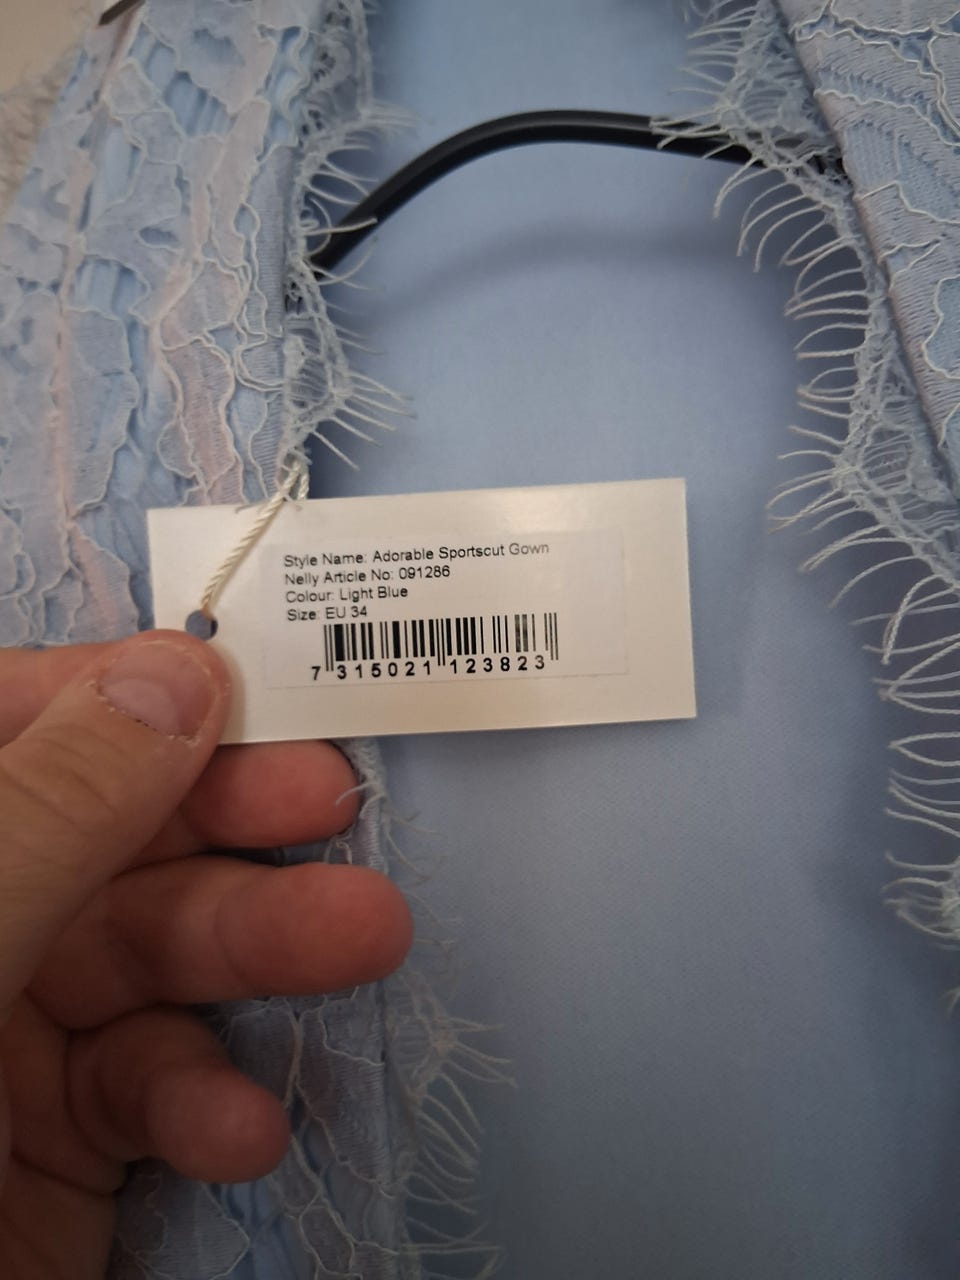 Style Name: Adorable Sportscut Gown
Nelly Article No: 091286
Colour: Light Blue
Size: EU 34
7 315021 123823